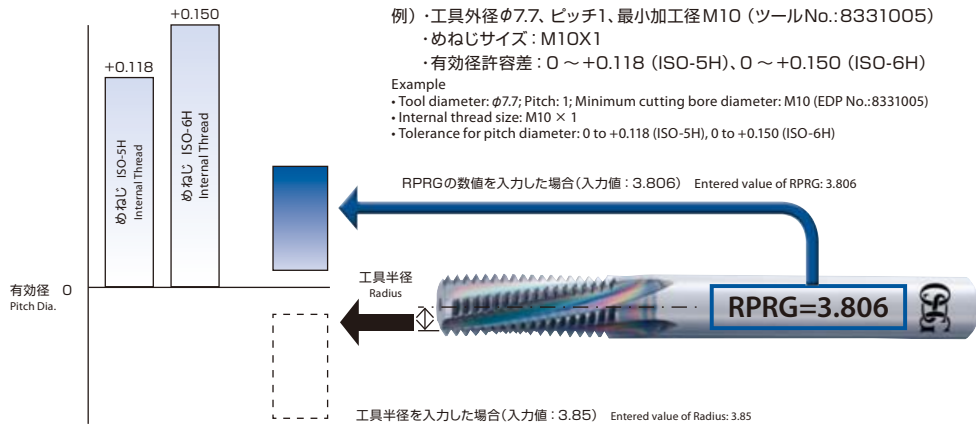 +0.150
+0.118
めねじ ISO-5H
Internal Thread
めねじ ISO-6H
Internal Thread
有効径 0
Pitch Dia.
例）・工具外径φ7.7、ピッチ1、最小加工径M10（ツールNo.:8331005）
・めねじサイズ：M10X1
・有効径許容差：0～+0.118（ISO-5H）、0～+0.150（ISO-6H）
Example
• Tool diameter: φ7.7; Pitch: 1; Minimum cutting bore diameter: M10 (EDP No.:8331005)
• Internal thread size: M10 × 1
• Tolerance for pitch diameter: 0 to +0.118 (ISO-5H), 0 to +0.150 (ISO-6H)
RPRGの数値を入力した場合（入力値：3.806） Entered value of RPRG: 3.806
工具半径
Radius
RPRG=3.806
OSG
工具半径を入力した場合（入力値：3.85） Entered value of Radius: 3.85